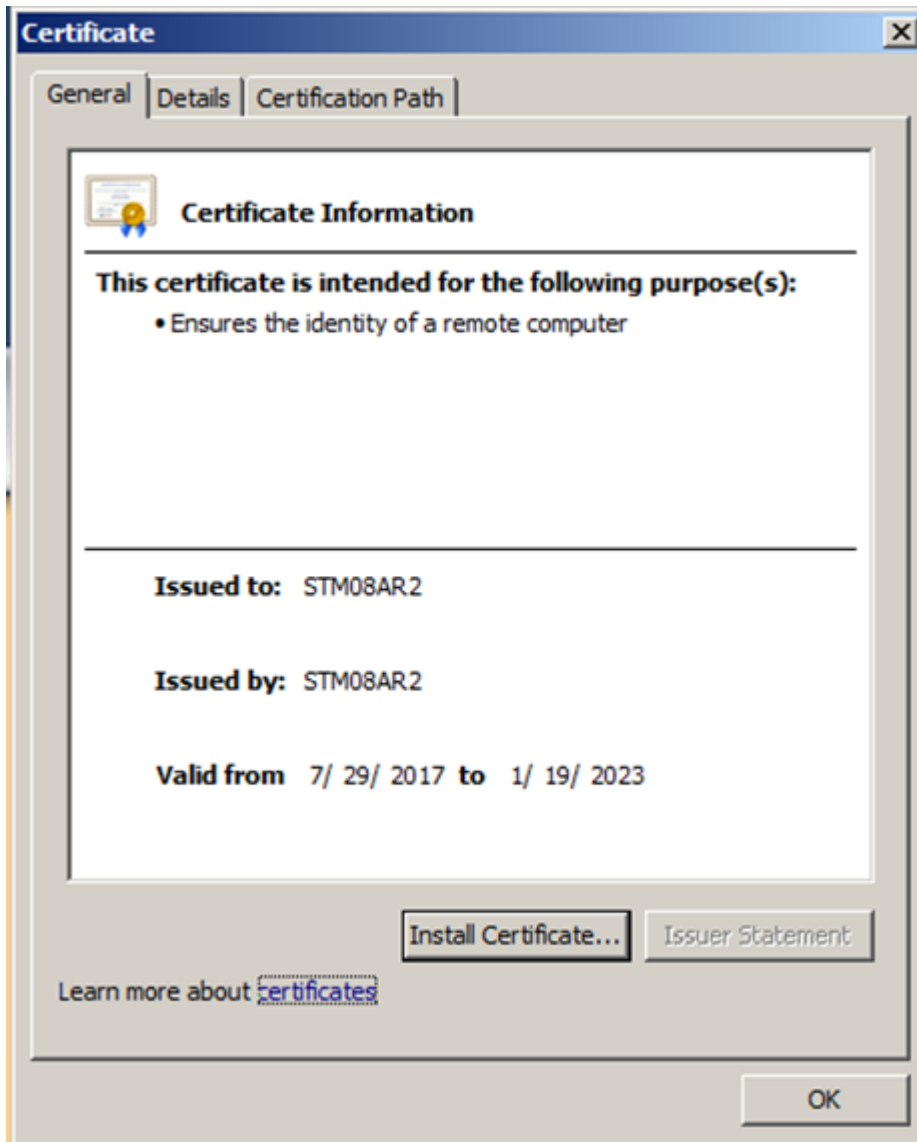 Certificate
General Details Certification Path
Certificate Information
This certificate is intended for the following purpose(s):
• Ensures the identity of a remote computer
Issued to: STM08AR2
Issued by: STM08AR2
Valid from 7/ 29/ 2017 to 1/ 19/ 2023
Install Certificate... Issuer Statement
Learn more about certificates
OK